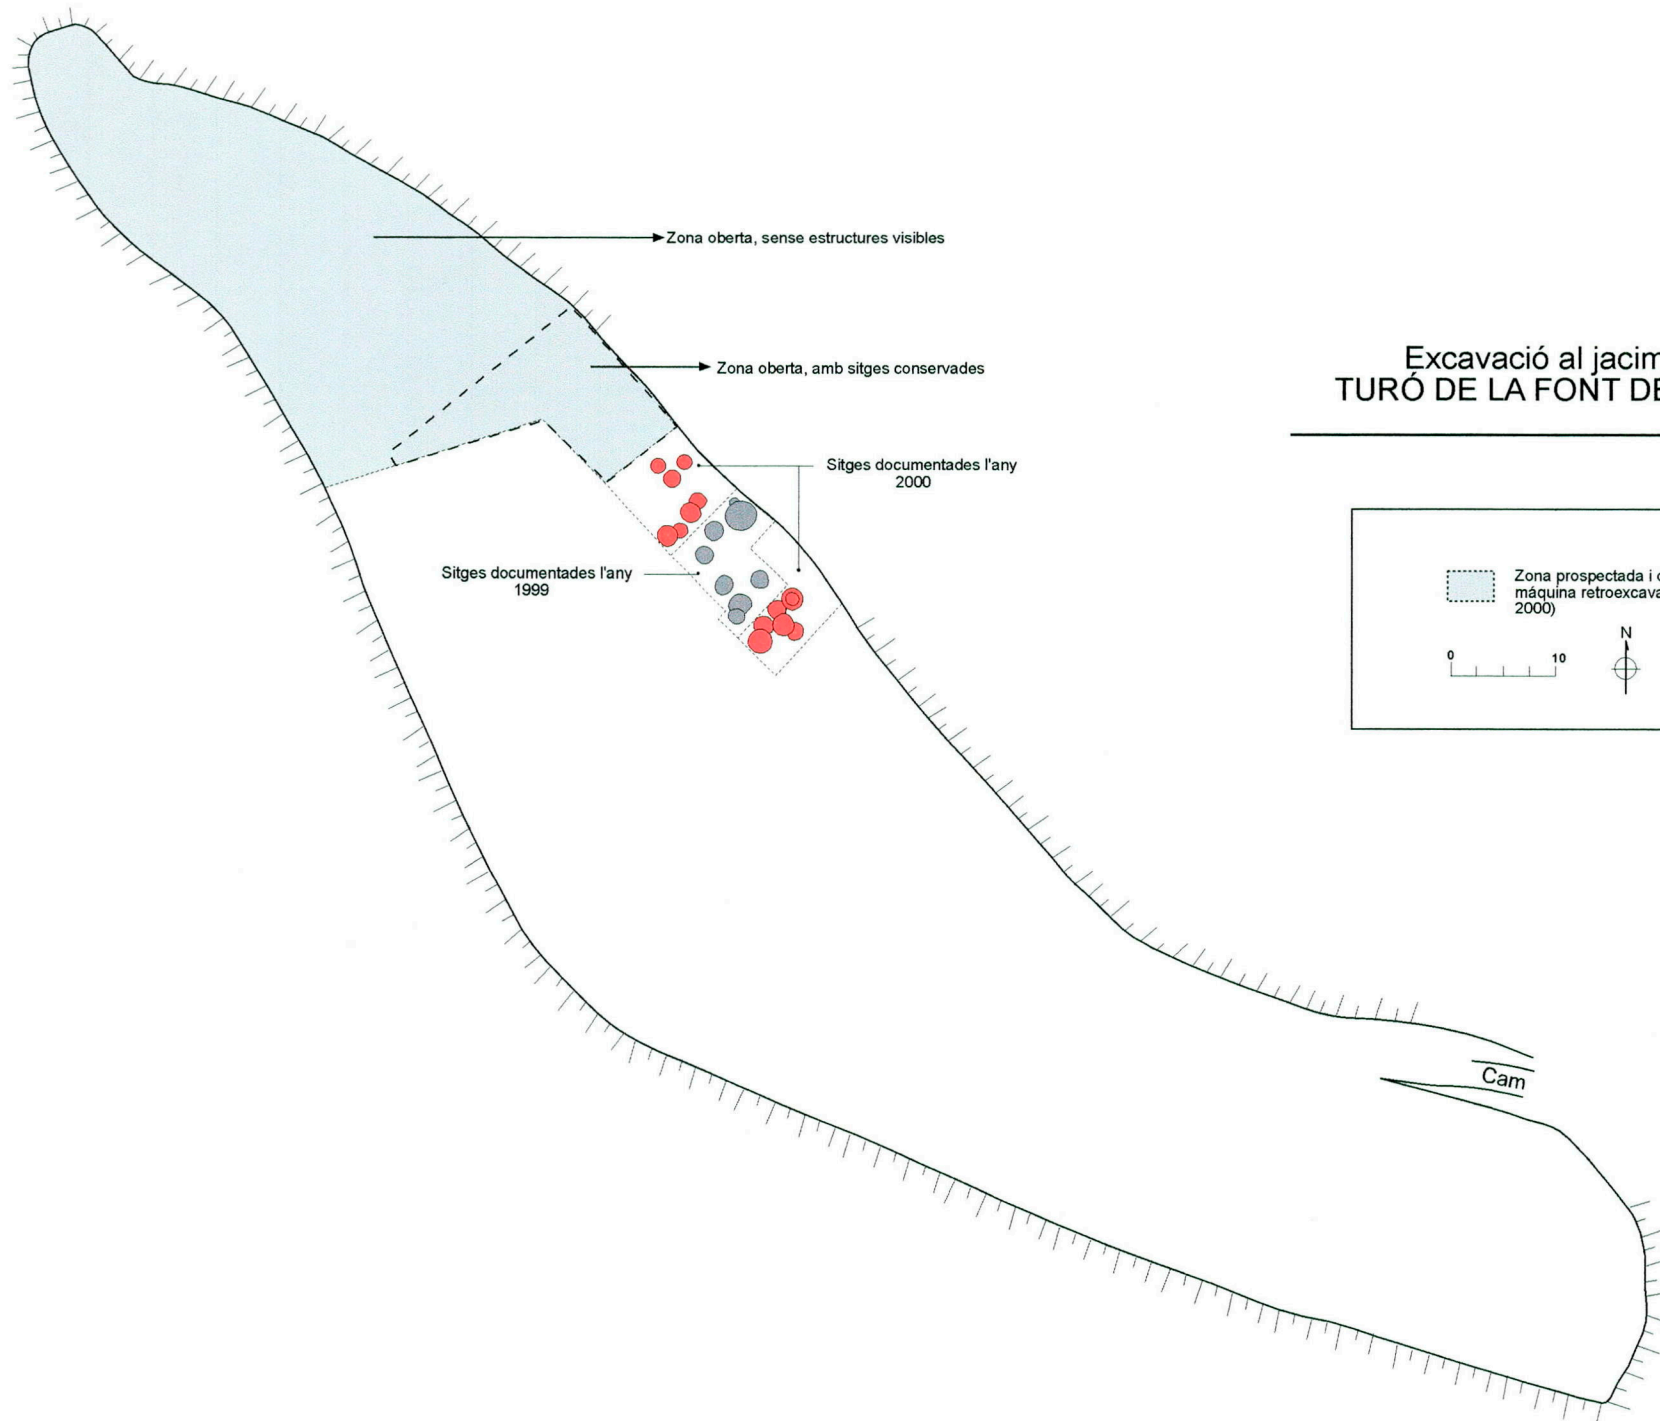 Zona oberta, sense estructures visibles
Zona oberta, amb sitges conservades
Excavació al jacim
TURÓ DE LA FONT DE
Sitges documentades l'any
2000
Sitges documentades l'any
1999
Zona prospectada i
máquina retroexcava
2000)
0
10
N
Cam